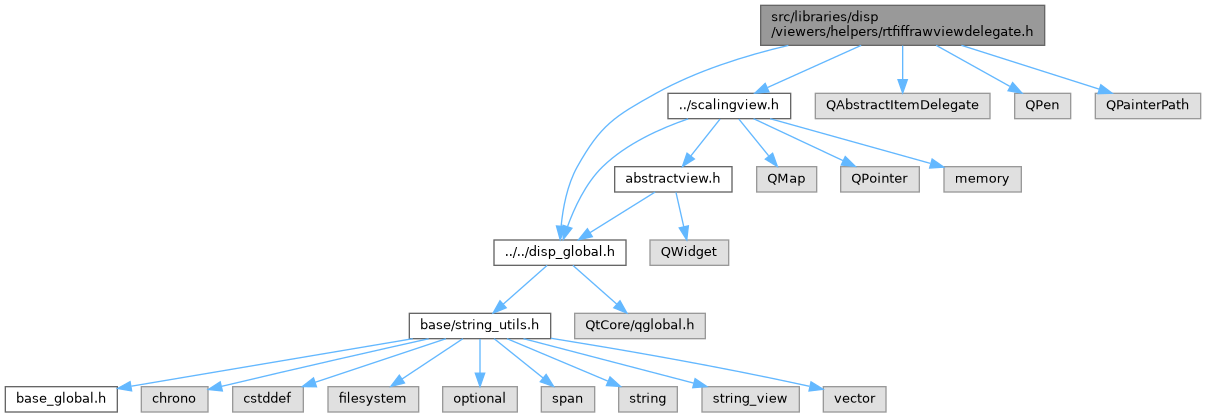 src/libraries/disp
/viewers/helpers/rtfiffrawviewdelegate.h
../scalingview.h
QAbstractItemDelegate
QPen
QPainterPath
abstractview.h
QMap
QPointer
memory
../../disp_global.h
QWidget
base/string_utils.h
QtCore/qglobal.h
base_global.h
chrono
cstddef
filesystem
optional
span
string
string_view
vector